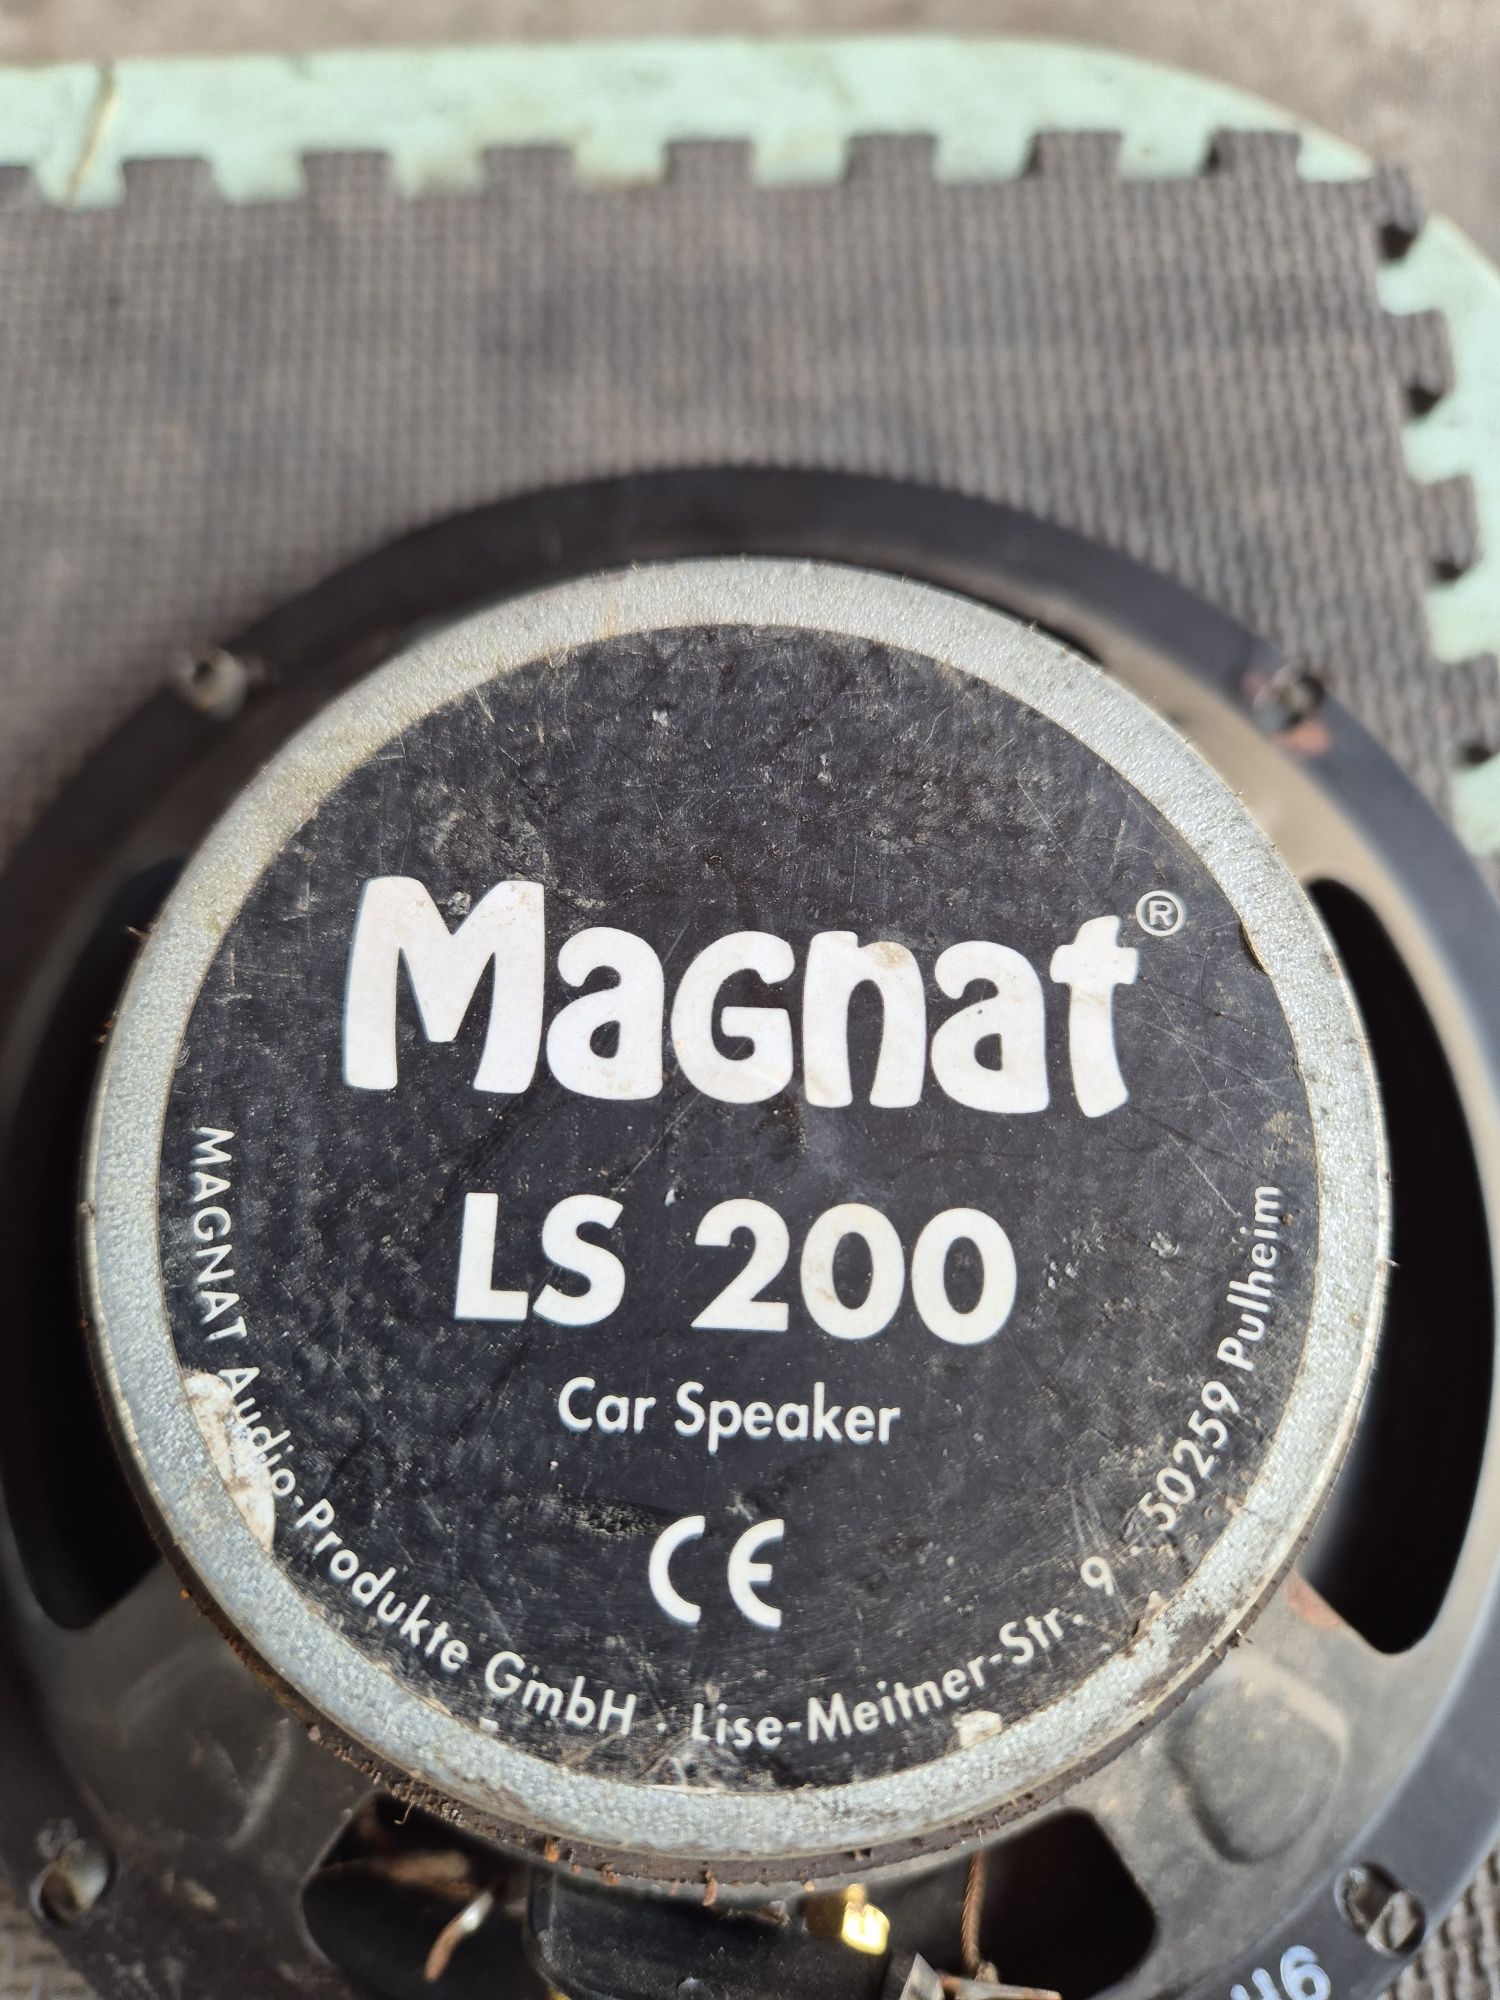 Magnat®
LS 200
Car Speaker
CE
MAGNAT Audio-Produkte GmbH · Lise-Meitner-Str. 9 · 50259 Pulheim